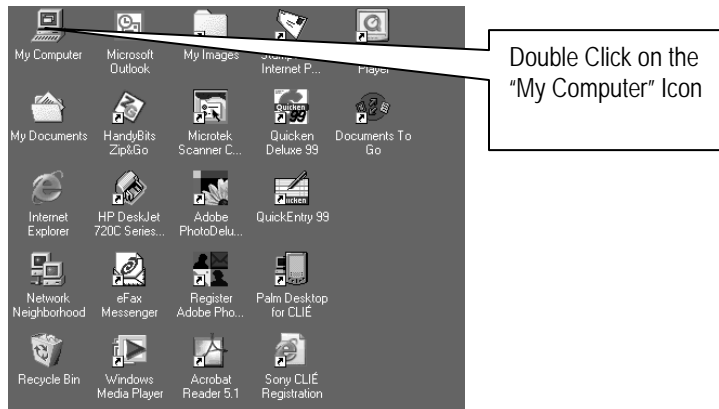 My Computer
Microsoft
Outlook
My Images
Internet P...
Player
My Documents
HandyBits
Zip&Go
Microtek
Scanner C...
Quicken
99
Quicken
Deluxe 99
Documents To
Go
Internet
Explorer
HP DeskJet
720C Series...
Adobe
PhotoDelu...
QuickEntry 99
Network
Neighborhood
eFax
Messenger
Register
Adobe Pho...
Palm Desktop
for CLIÉ
Recycle Bin
Windows
Media Player
Acrobat
Reader 5.1
Sony CLIÉ
Registration
Double Click on the
“My Computer” Icon